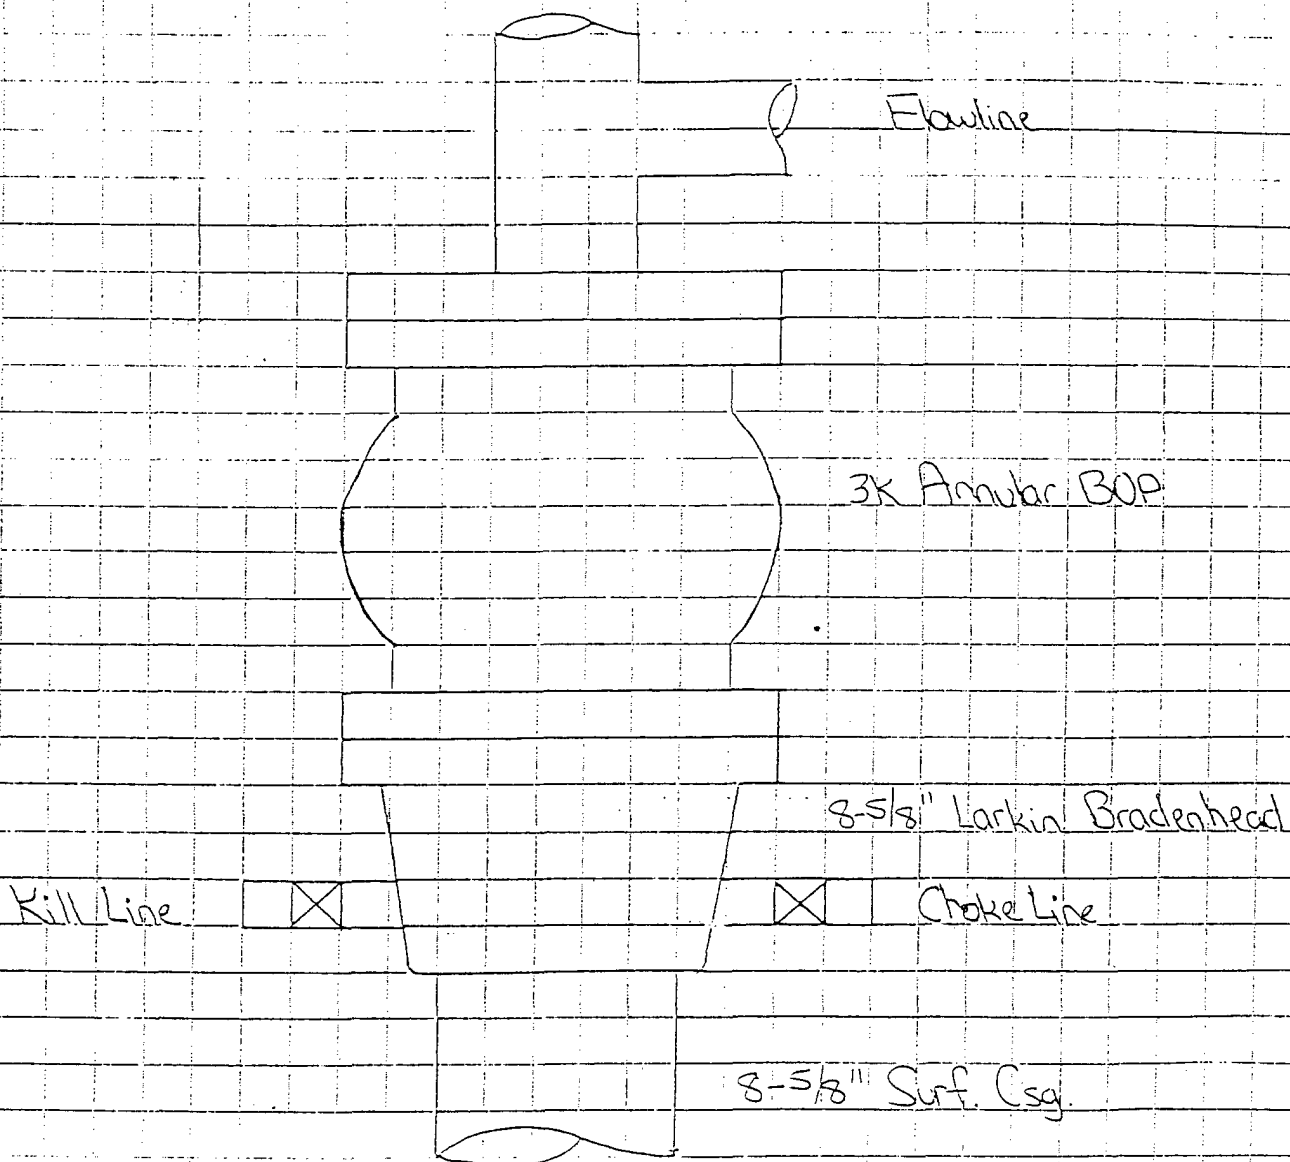 Flowline
3K Annular BOP
8-5/8" Larkin Bradenhead
Kill Line
Choke Line
8-5/8" Surf. Csg.